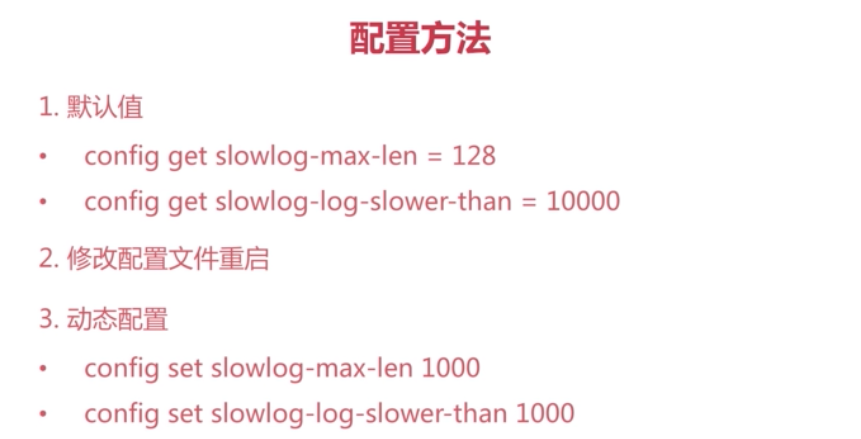 配置方法
1. 默认值
• config get slowlog-max-len = 128
• config get slowlog-log-slower-than = 10000
2. 修改配置文件重启
3. 动态配置
• config set slowlog-max-len 1000
• config set slowlog-log-slower-than 1000